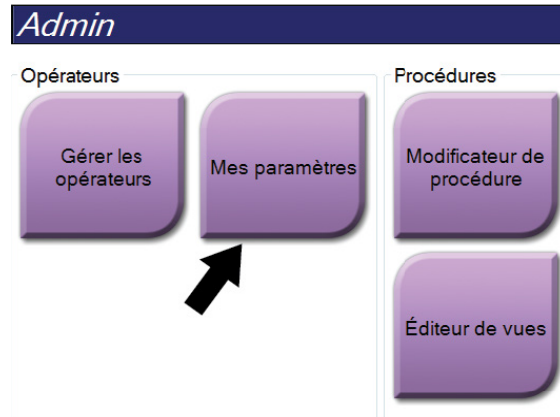 Admin
Opérateurs
Procédures
Gérer les
opérateurs
Mes paramètres
Modificateur de
procédure
Éditeur de vues